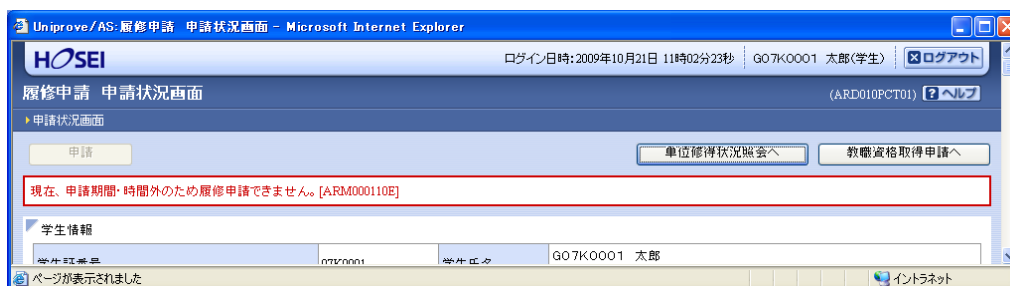 Uniprove/AS:履修申請 申請状況画面 - Microsoft Internet Explorer
HOSEI ログイン日時:2009年10月21日 11時02分23秒 G07K0001 太郎(学生) ログアウト
履修申請 申請状況画面 (ARD010PCT01) ? ヘルプ
申請状況画面
申請 単位修得状況照会へ 教職資格取得申請へ
現在、申請期間・時間外のため履修申請できません。[ARM000110E]
学生情報
学生証番号 07K0001 学生氏名 G07K0001 太郎
ページが表示されました イントラネット